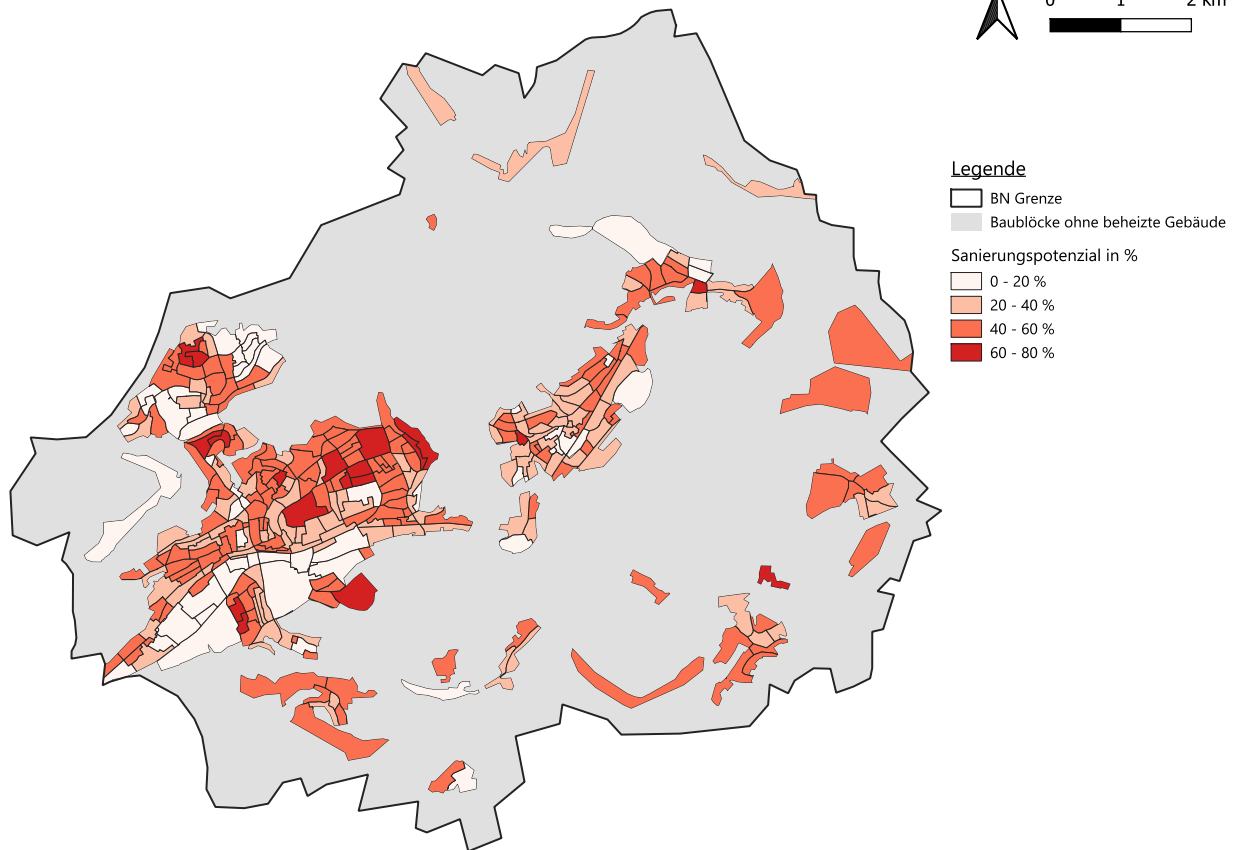 0 1 2 km
Legende
BN Grenze
Baublöcke ohne beheizte Gebäude
Sanierungspotenzial in %
0 - 20 %
20 - 40 %
40 - 60 %
60 - 80 %